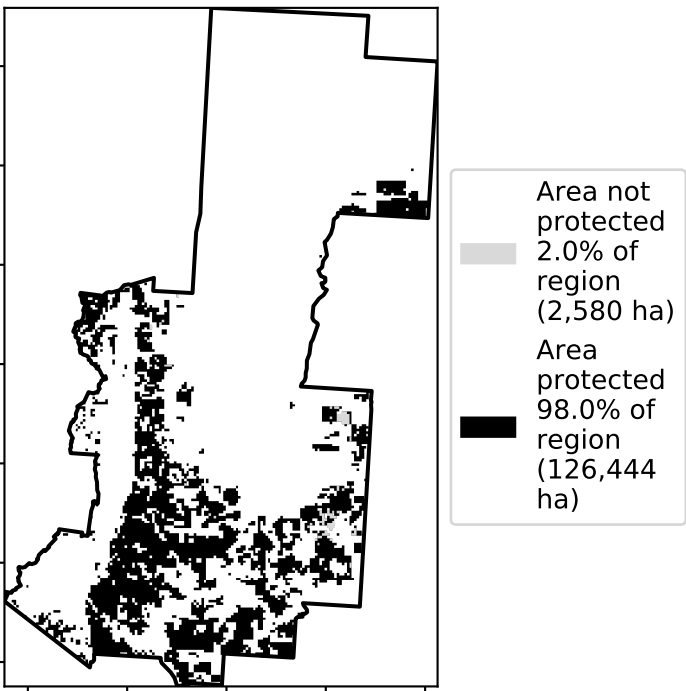 Area not
protected
2.0% of
region
(2,580 ha)
Area
protected
98.0% of
region
(126,444
ha)